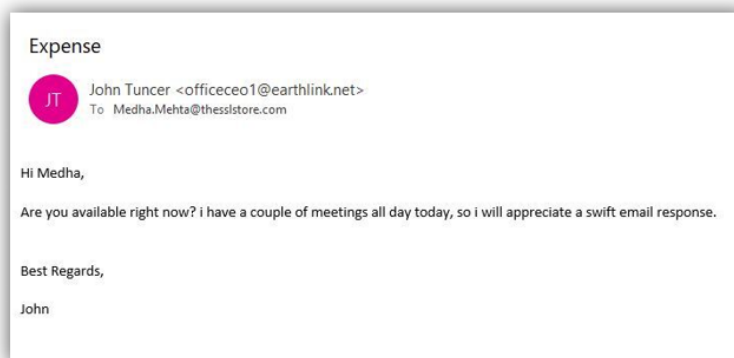 Expense
JT
John Tuncer <officeceo1@earthlink.net>
To Medha.Mehta@thesslstore.com
Hi Medha,
Are you available right now? i have a couple of meetings all day today, so i will appreciate a swift email response.
Best Regards,
John